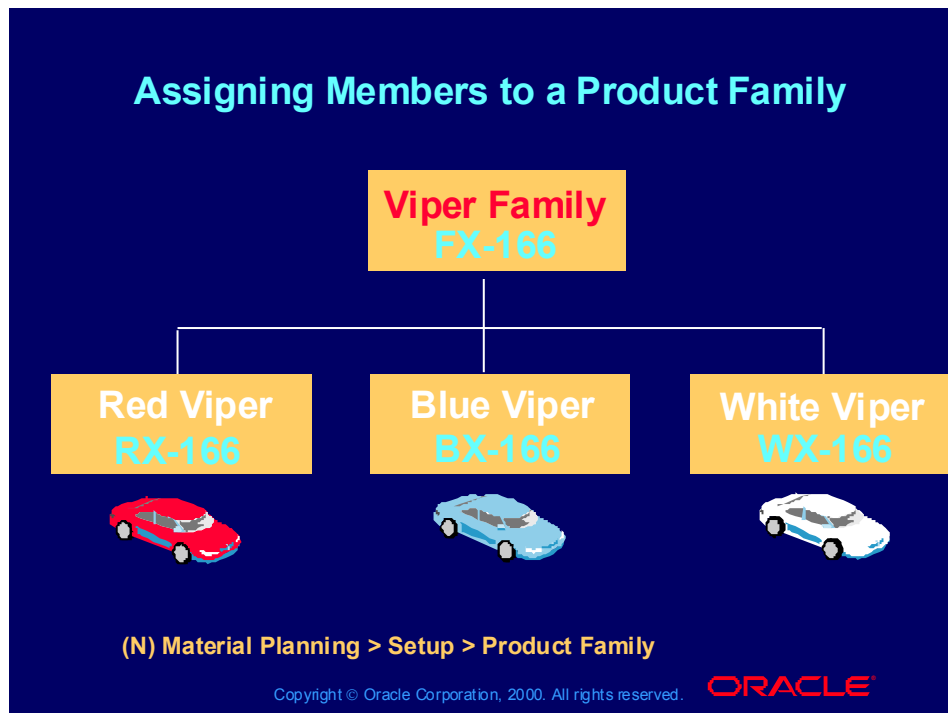 Assigning Members to a Product Family
Viper Family
FX-166
Red Viper
RX-166
Blue Viper
BX-166
White Viper
WX-166
(N) Material Planning > Setup > Product Family
Copyright © Oracle Corporation, 2000. All rights reserved.
ORACLE®